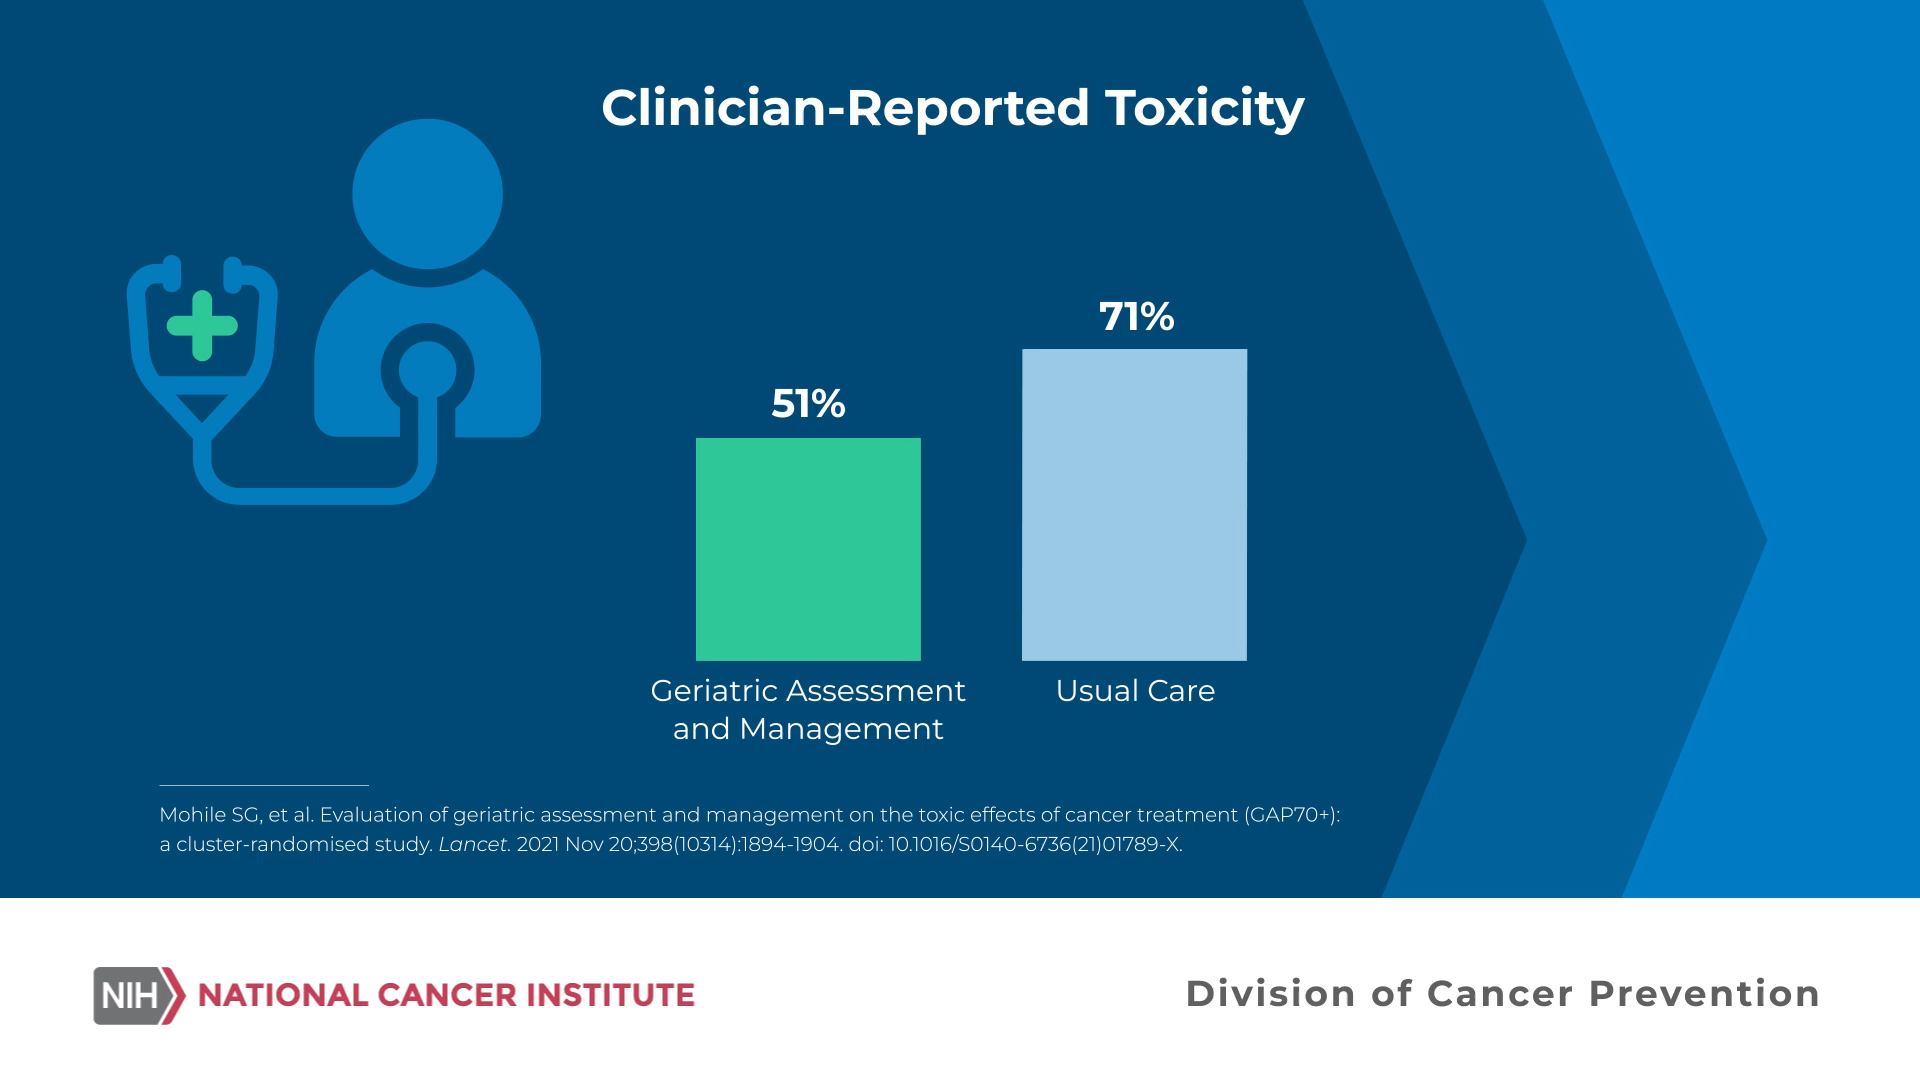 Clinician-Reported Toxicity
71%
51%
Geriatric Assessment
and Management
Usual Care
Mohile SG, et al. Evaluation of geriatric assessment and management on the toxic effects of cancer treatment (GAP70+):
a cluster-randomised study. Lancet. 2021 Nov 20;398(10314):1894-1904. doi: 10.1016/S0140-6736(21)01789-X.
NIH NATIONAL CANCER INSTITUTE
Division of Cancer Prevention